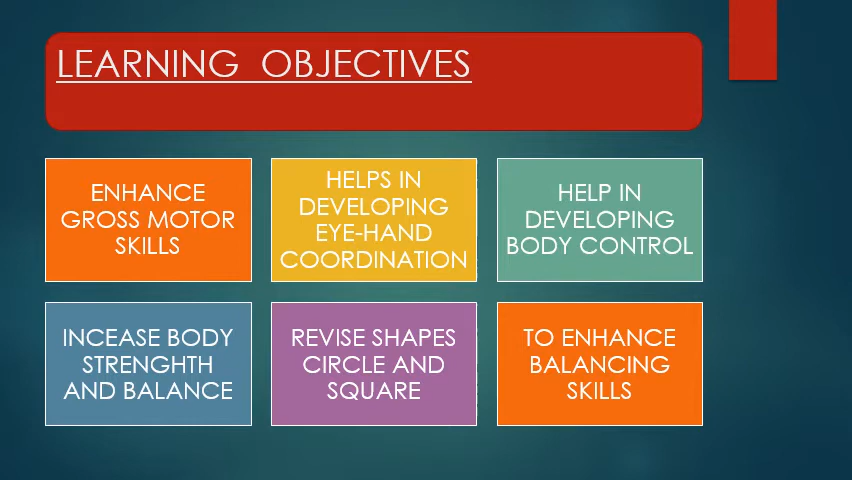 LEARNING  OBJECTIVES
ENHANCE
GROSS MOTOR
SKILLS
HELPS IN
DEVELOPING
EYE-HAND
COORDINATION
HELP IN
DEVELOPING
BODY CONTROL
INCEASE BODY
STRENGHTH
AND BALANCE
REVISE SHAPES
CIRCLE AND
SQUARE
TO ENHANCE
BALANCING
SKILLS